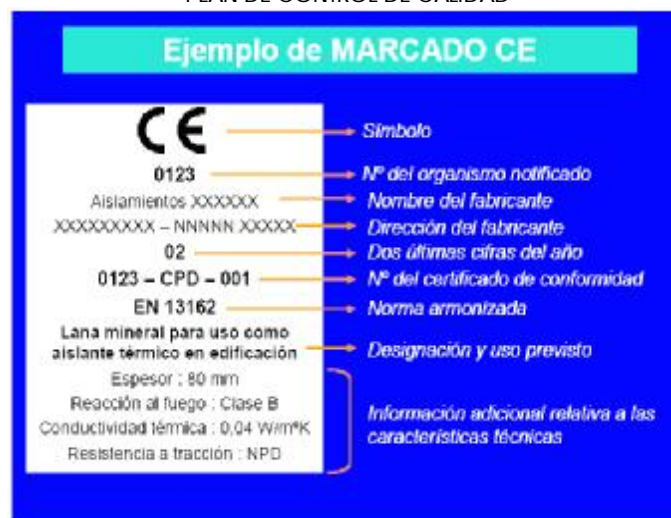 PLAN DE CONTROL DE CALIDAD
Ejemplo de MARCADO CE
CE
Símbolo
0123
Nº del organismo notificado
Aislamientos XXXXXX
Nombre del fabricante
XXXXXXXXX – NNNNN XXXXX
Dirección del fabricante
02
Dos últimas cifras del año
0123 – CPD – 001
Nº del certificado de conformidad
EN 13162
Norma armonizada
Lana mineral para uso como
aislante térmico en edificación
Designación y uso previsto
Espesor : 80 mm
Reacción al fuego : Clase B
Conductividad térmica : 0,04 W/mºK
Resistencia a tracción : NPD
Información adicional relativa a las
características técnicas